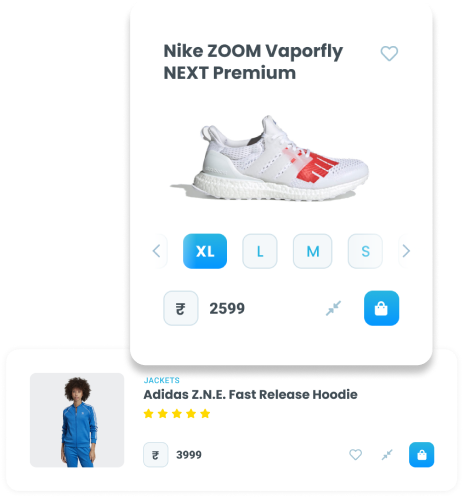 Nike ZOOM Vaporfly
NEXT Premium
XL L M S
₹ 2599
JACKETS
Adidas Z.N.E. Fast Release Hoodie
₹ 3999